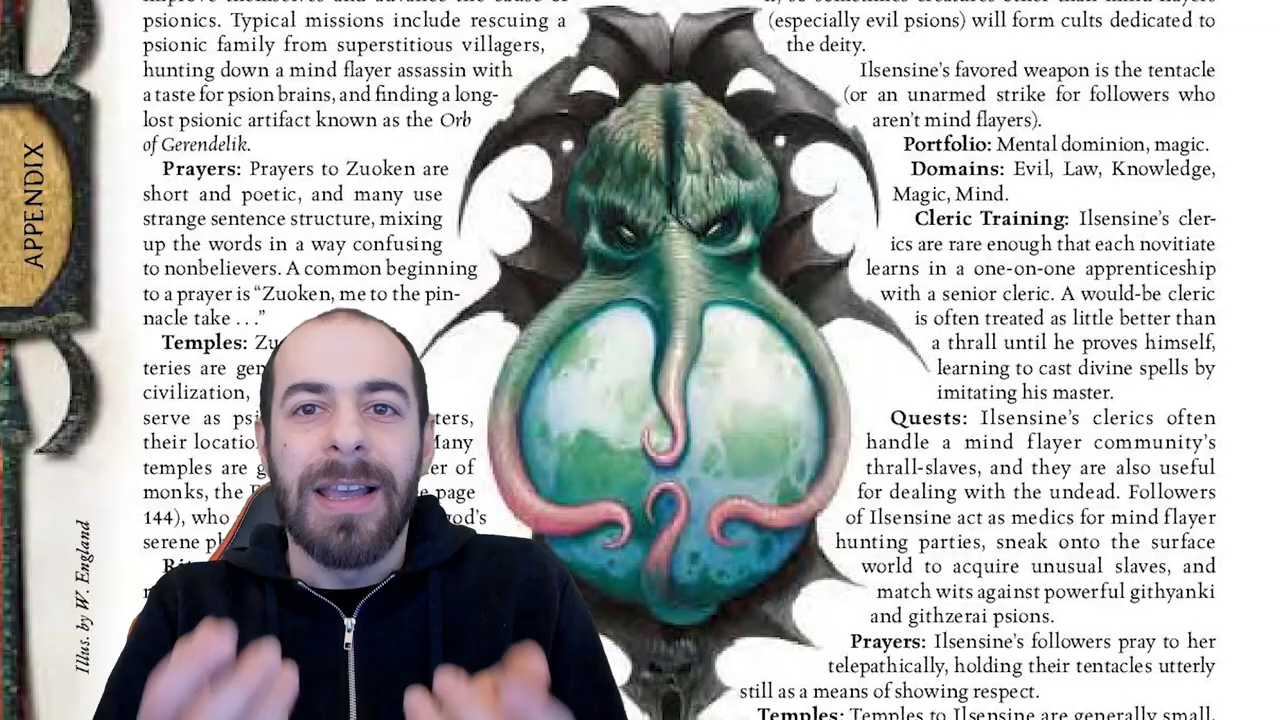 APPENDIX
psionics. Typical missions include rescuing a
psionic family from superstitious villagers,
hunting down a mind flayer assassin with
a taste for psion brains, and finding a long-
lost psionic artifact known as the Orb
of Gerendelik.
Prayers: Prayers to Zuoken are
short and poetic, and many use
strange sentence structure, mixing
up the words in a way confusing
to nonbelievers. A common beginning
to a prayer is “Zuoken, me to the pin-
nacle take . . .”
Temples:
civilization,
serve as
their
Many
temples are
of
monks, the
page
144), who
god's
serene
Illus. by W. England
(especially evil psions) will form cults dedicated to
the deity.
Ilsensine’s favored weapon is the tentacle
(or an unarmed strike for followers who
aren’t mind flayers).
Portfolio: Mental dominion, magic.
Domains: Evil, Law, Knowledge,
Magic, Mind.
Cleric Training: Ilsensine’s cler-
ics are rare enough that each novitiate
learns in a one-on-one apprenticeship
with a senior cleric. A would-be cleric
is often treated as little better than
a thrall until he proves himself,
learning to cast divine spells by
imitating his master.
Quests: Ilsensine’s clerics often
handle a mind flayer community’s
thrall-slaves, and they are also useful
for dealing with the undead. Followers
of Ilsensine act as medics for mind flayer
hunting parties, sneak onto the surface
world to acquire unusual slaves, and
match wits against powerful githyanki
and githzerai psions.
Prayers: Ilsensine’s followers pray to her
telepathically, holding their tentacles utterly
still as a means of showing respect.
Temples: Temples to Ilsensine are generally small,